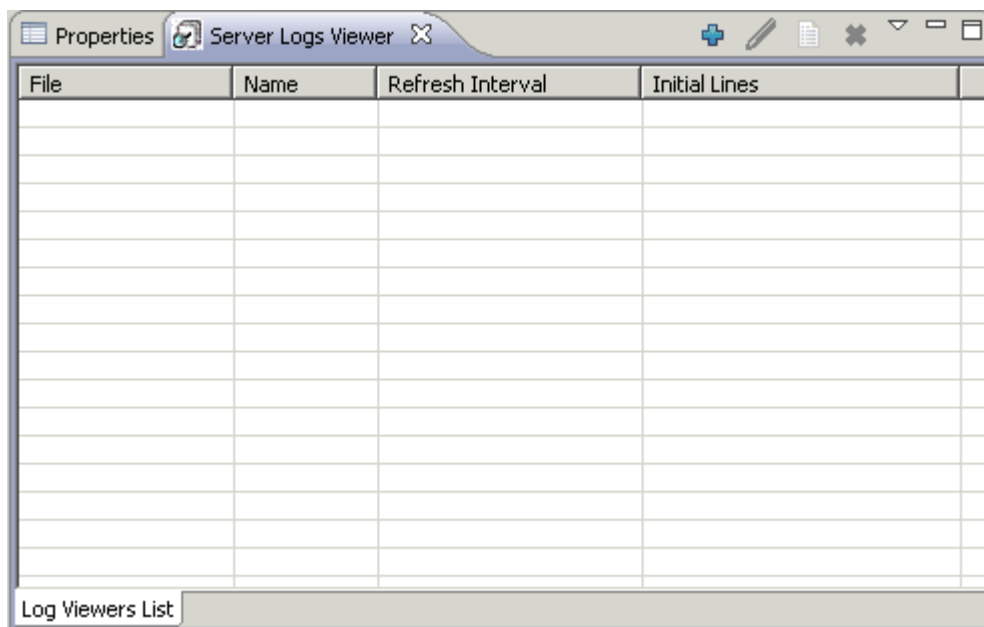 Properties Server Logs Viewer
File Name Refresh Interval Initial Lines
Log Viewers List